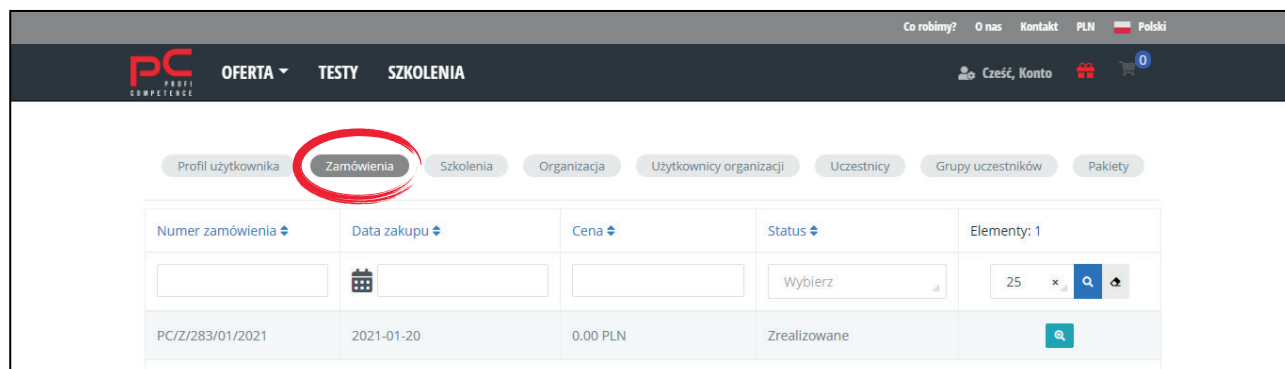 Co robimy? O nas Kontakt PLN Polski
PC PROFI COMPETENCE
OFERTA TESTY SZKOLENIA Cześć, Konto 0
Profil użytkownika Zamówienia Szkolenia Organizacja Użytkownicy organizacji Uczestnicy Grupy uczestników Pakiety
Numer zamówienia Data zakupu Cena Status Elementy: 1
Wybierz 25 ×
PC/Z/283/01/2021 2021-01-20 0.00 PLN Zrealizowane